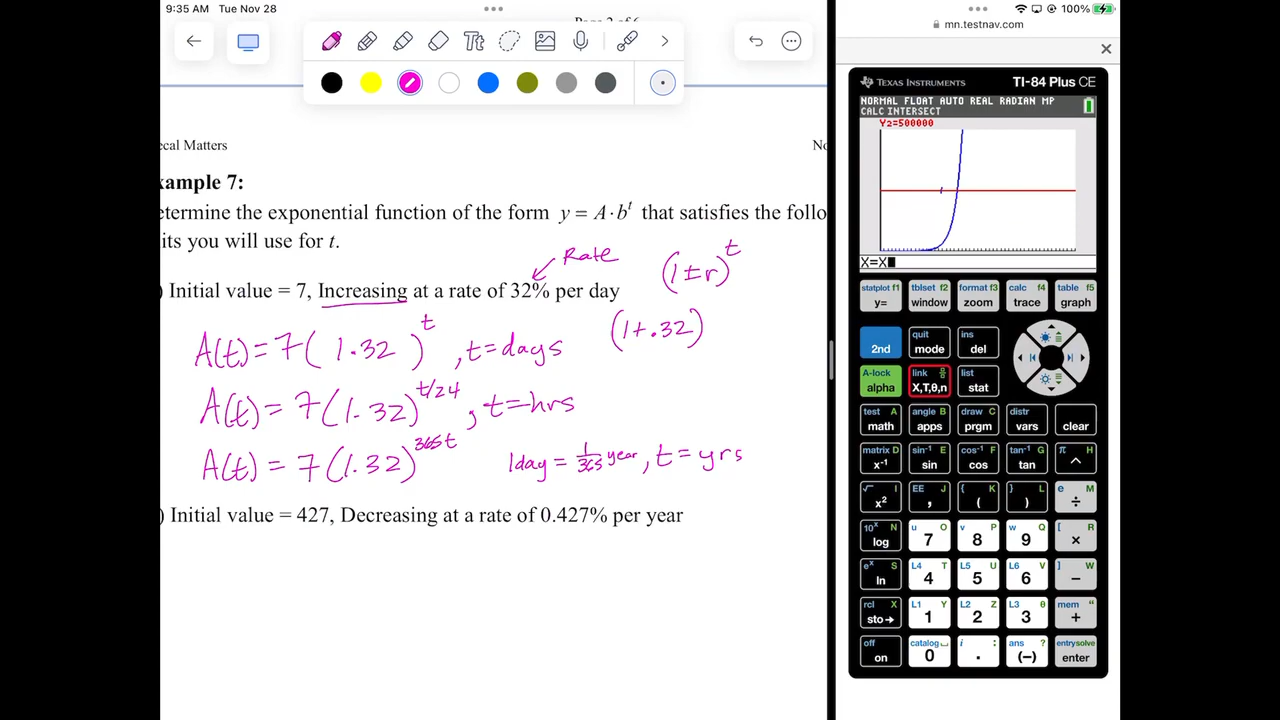 9:35 AM Tue Nov 28
100%
mn.testnav.com
Tt
ecal Matters
No
xample 7:
etermine the exponential function of the form y = A · b^t that satisfies the follo
its you will use for t.
Rate
(1 ± r)^t
) Initial value = 7, Increasing at a rate of 32% per day
(1+.32)
A(t) = 7( 1.32 )^t , t = days
A(t) = 7(1.32)^t/24 , t = hrs
A(t) = 7(1.32)^365t
1day = 1/365 year, t = yrs
) Initial value = 427, Decreasing at a rate of 0.427% per year
TEXAS INSTRUMENTS TI-84 Plus CE
NORMAL FLOAT AUTO REAL RADIAN MP
CALC INTERSECT
Y2=500000
X=X
statplot f1 tblset f2 format f3 calc f4 table f5
y= window zoom trace graph
quit ins
2nd mode del
A-lock link list
alpha X,T,θ,n stat
test A angle B draw C distr
math apps prgm vars clear
matrix D sin-1 E cos-1 F tan-1 G π H
x-1 sin cos tan ^
√ I EE J { K } L e M
x2 , ( ) ÷
10x N u O v P w Q [ R
log 7 8 9 ×
ex S L4 T L5 U L6 V ] W
ln 4 5 6 −
rcl X L1 Y L2 Z L3 θ mem "
sto→ 1 2 3 +
off catalog i : ans ? entry solve
on 0 . (−) enter